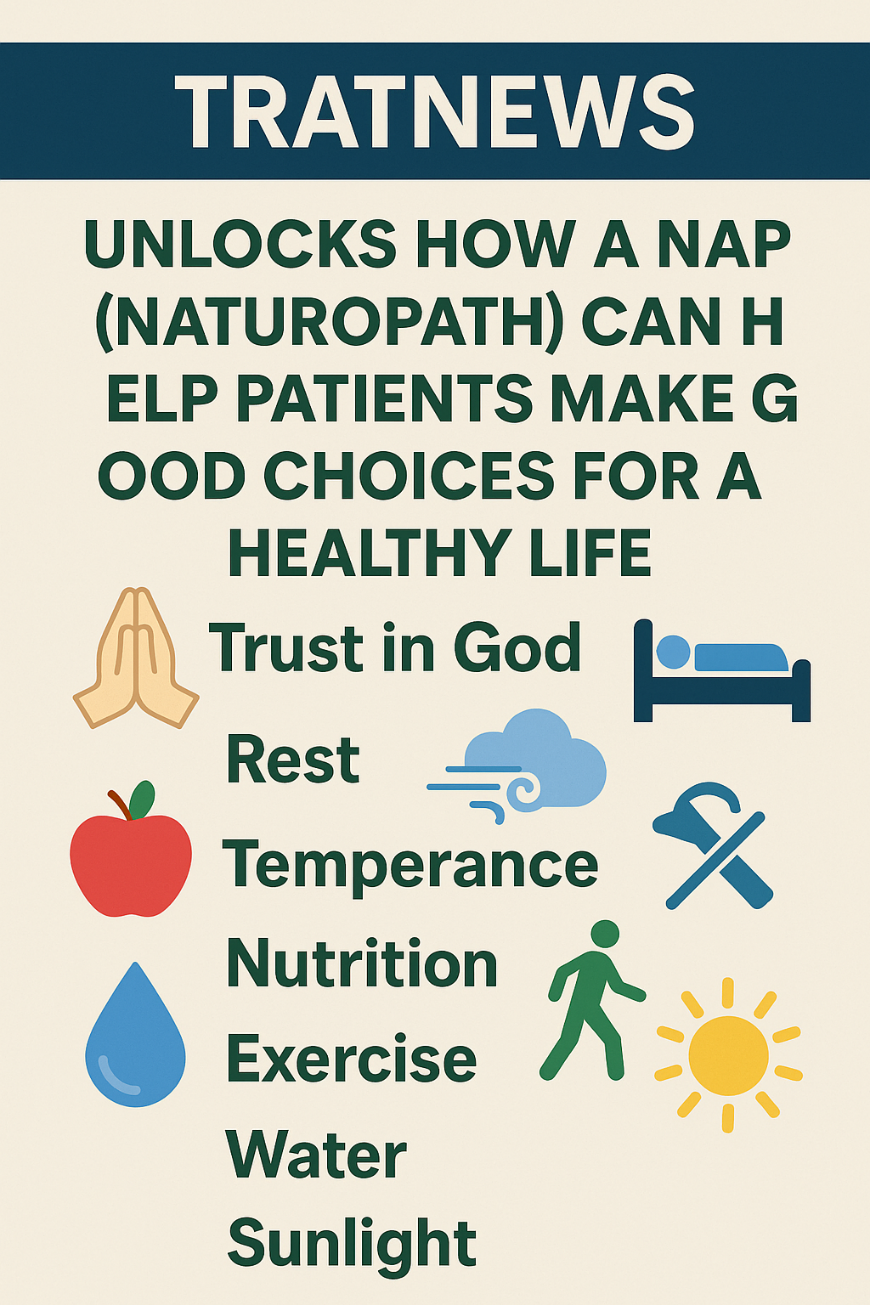 TRATNEWS
UNLOCKS HOW A NAP
(NATUROPATH) CAN H
ELP PATIENTS MAKE G
OOD CHOICES FOR A
HEALTHY LIFE
Trust in God
Rest
Temperance
Nutrition
Exercise
Water
Sunlight